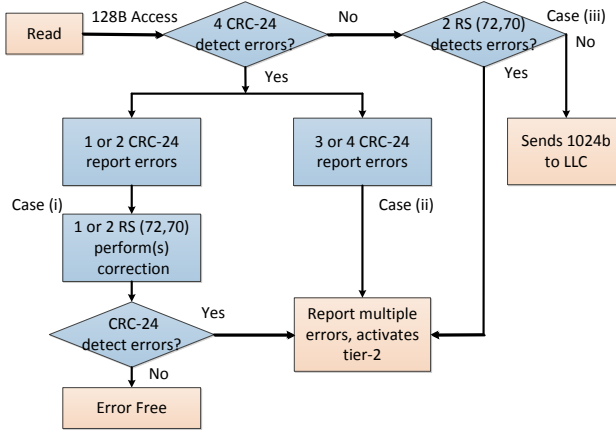 Read
128B Access
4 CRC-24
detect errors?
No
2 RS (72,70)
detects errors?
Case (iii)
No
Yes
Yes
1 or 2 CRC-24
report errors
3 or 4 CRC-24
report errors
Sends 1024b
to LLC
Case (i)
Case (ii)
1 or 2 RS (72,70)
perform(s)
correction
CRC-24
detect errors?
Yes
Report multiple
errors, activates
tier-2
No
Error Free